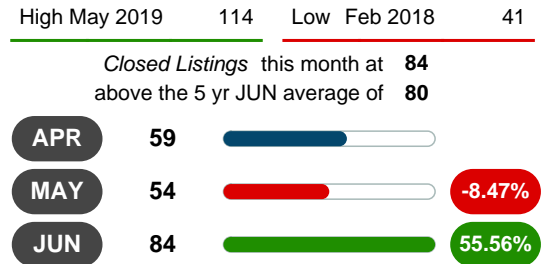 High May 2019 114 Low Feb 2018 41
Closed Listings this month at 84
above the 5 yr JUN average of 80
APR 59
MAY 54 -8.47%
JUN 84 55.56%